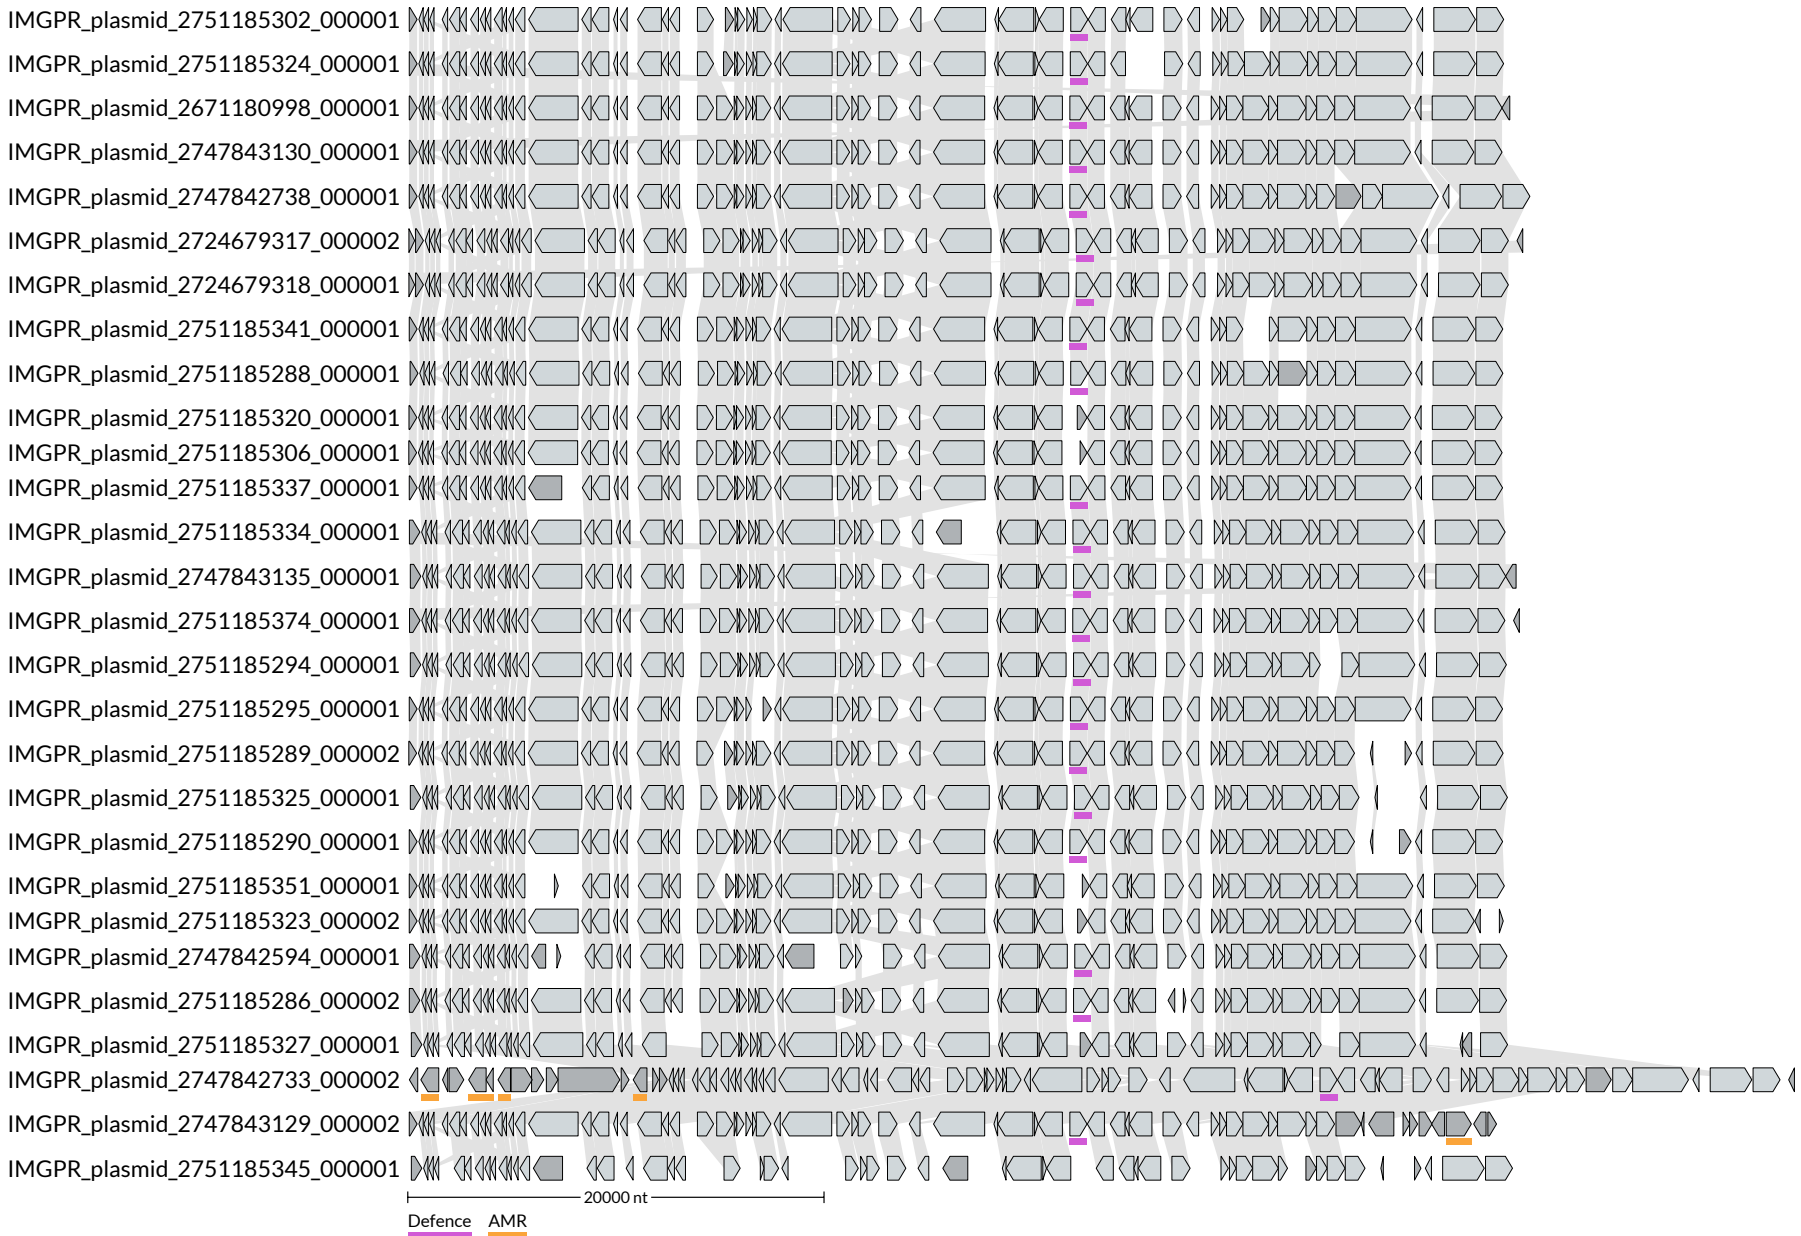 IMGPR_plasmid_2751185302_000001
IMGPR_plasmid_2751185324_000001
IMGPR_plasmid_2671180998_000001
IMGPR_plasmid_2747843130_000001
IMGPR_plasmid_2747842738_000001
IMGPR_plasmid_2724679317_000002
IMGPR_plasmid_2724679318_000001
IMGPR_plasmid_2751185341_000001
IMGPR_plasmid_2751185288_000001
IMGPR_plasmid_2751185320_000001
IMGPR_plasmid_2751185306_000001
IMGPR_plasmid_2751185337_000001
IMGPR_plasmid_2751185334_000001
IMGPR_plasmid_2747843135_000001
IMGPR_plasmid_2751185374_000001
IMGPR_plasmid_2751185294_000001
IMGPR_plasmid_2751185295_000001
IMGPR_plasmid_2751185289_000002
IMGPR_plasmid_2751185325_000001
IMGPR_plasmid_2751185290_000001
IMGPR_plasmid_2751185351_000001
IMGPR_plasmid_2751185323_000002
IMGPR_plasmid_2747842594_000001
IMGPR_plasmid_2751185286_000002
IMGPR_plasmid_2751185327_000001
IMGPR_plasmid_2747842733_000002
IMGPR_plasmid_2747843129_000002
IMGPR_plasmid_2751185345_000001
20000 nt
Defence AMR